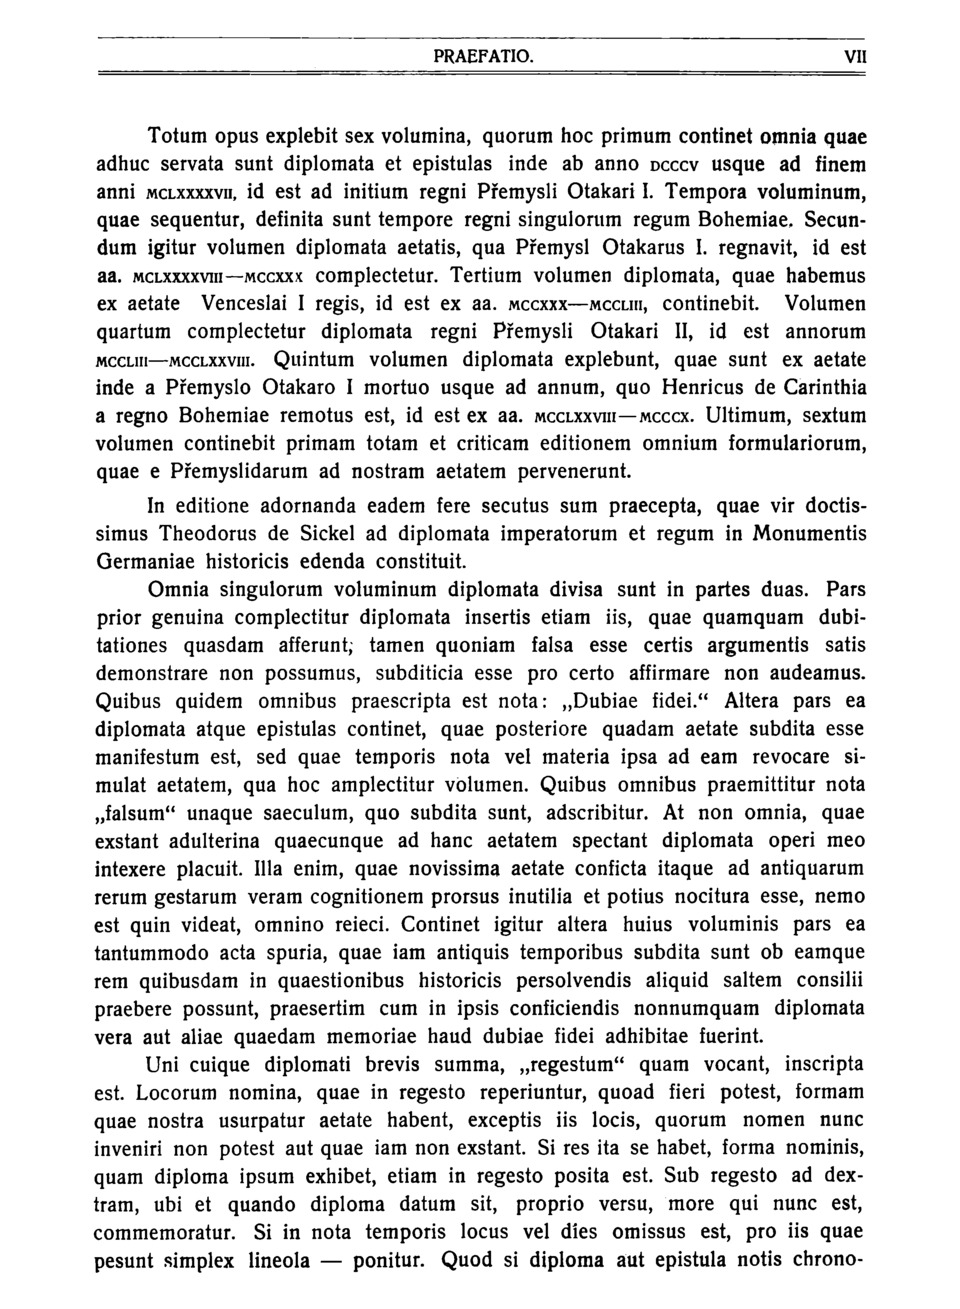 PRAEFATIO. VII
Totum opus explebit sex volumina, quorum hoc primum continet omnia quae
adhuc servata sunt diplomata et epistulas inde ab anno DCCCV usque ad finem
anni MCLXXXXVII, id est ad initium regni Přemysli Otakari I. Tempora voluminum,
quae sequentur, definita sunt tempore regni singulorum regum Bohemiae. Secun-
dum igitur volumen diplomata aetatis, qua Přemysl Otakarus I. regnavit, id est
aa. MCLXXXXVIII—MCCXXX complectetur. Tertium volumen diplomata, quae habemus
ex aetate Venceslai I regis, id est ex aa. MCCXXX—MCCLIII, continebit. Volumen
quartum complectetur diplomata regni Přemysli Otakari II, id est annorum
MCCLIII—MCCLXXVIII. Quintum volumen diplomata explebunt, quae sunt ex aetate
inde a Přemyslo Otakaro I mortuo usque ad annum, quo Henricus de Carinthia
a regno Bohemiae remotus est, id est ex aa. MCCLXXVIII—MCCCX. Ultimum, sextum
volumen continebit primam totam et criticam editionem omnium formulariorum,
quae e Přemyslidarum ad nostram aetatem pervenerunt.
In editione adornanda eadem fere secutus sum praecepta, quae vir doctis-
simus Theodorus de Sickel ad diplomata imperatorum et regum in Monumentis
Germaniae historicis edenda constituit.
Omnia singulorum voluminum diplomata divisa sunt in partes duas. Pars
prior genuina complectitur diplomata insertis etiam iis, quae quamquam dubi-
tationes quasdam afferunt; tamen quoniam falsa esse certis argumentis satis
demonstrare non possumus, subditicia esse pro certo affirmare non audeamus.
Quibus quidem omnibus praescripta est nota: „Dubiae fidei.“ Altera pars ea
diplomata atque epistulas continet, quae posteriore quadam aetate subdita esse
manifestum est, sed quae temporis nota vel materia ipsa ad eam revocare si-
mulat aetatem, qua hoc amplectitur volumen. Quibus omnibus praemittitur nota
„falsum“ unaque saeculum, quo subdita sunt, adscribitur. At non omnia, quae
exstant adulterina quaecunque ad hanc aetatem spectant diplomata operi meo
intexere placuit. Illa enim, quae novissima aetate conficta itaque ad antiquarum
rerum gestarum veram cognitionem prorsus inutilia et potius nocitura esse, nemo
est quin videat, omnino reieci. Continet igitur altera huius voluminis pars ea
tantummodo acta spuria, quae iam antiquis temporibus subdita sunt ob eamque
rem quibusdam in quaestionibus historicis persolvendis aliquid saltem consilii
praebere possunt, praesertim cum in ipsis conficiendis nonnumquam diplomata
vera aut aliae quaedam memoriae haud dubiae fidei adhibitae fuerint.
Uni cuique diplomati brevis summa, „regestum“ quam vocant, inscripta
est. Locorum nomina, quae in regesto reperiuntur, quoad fieri potest, formam
quae nostra usurpatur aetate habent, exceptis iis locis, quorum nomen nunc
inveniri non potest aut quae iam non exstant. Si res ita se habet, forma nominis,
quam diploma ipsum exhibet, etiam in regesto posita est. Sub regesto ad dex-
tram, ubi et quando diploma datum sit, proprio versu, more qui nunc est,
commemoratur. Si in nota temporis locus vel dies omissus est, pro iis quae
pesunt simplex lineola — ponitur. Quod si diploma aut epistula notis chrono-